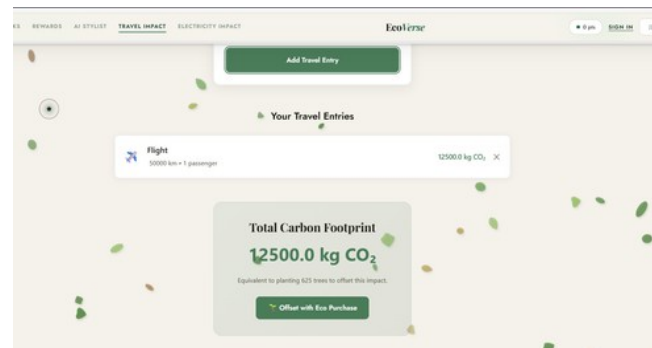 REWARDS AI STYLIST TRAVEL IMPACT ELECTRICITY IMPACT EcoVerse 0 pts SIGN IN
Add Travel Entry
Your Travel Entries
Flight
50000 km • 1 passenger
12500.0 kg CO₂ ×
Total Carbon Footprint
12500.0 kg CO₂
Equivalent to planting 625 trees to offset this impact.
Offset with Eco Purchase